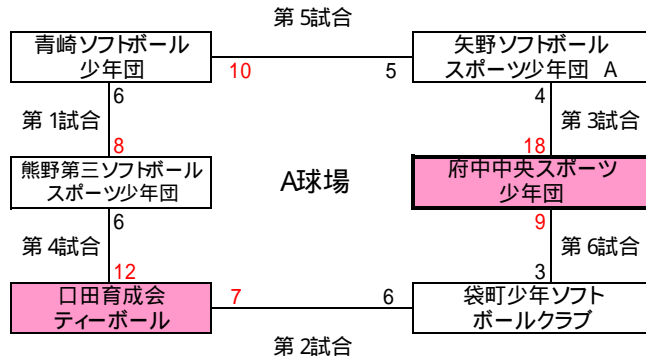 第5試合
青崎ソフトボール
少年団
10
5
矢野ソフトボール
スポーツ少年団 A
6
4
第1試合
第3試合
8
18
熊野第三ソフトボール
スポーツ少年団
A球場
府中中央スポーツ
少年団
6
9
第4試合
第6試合
12
3
口田育成会
ティーボール
7
6
袋町少年ソフト
ボールクラブ
第2試合